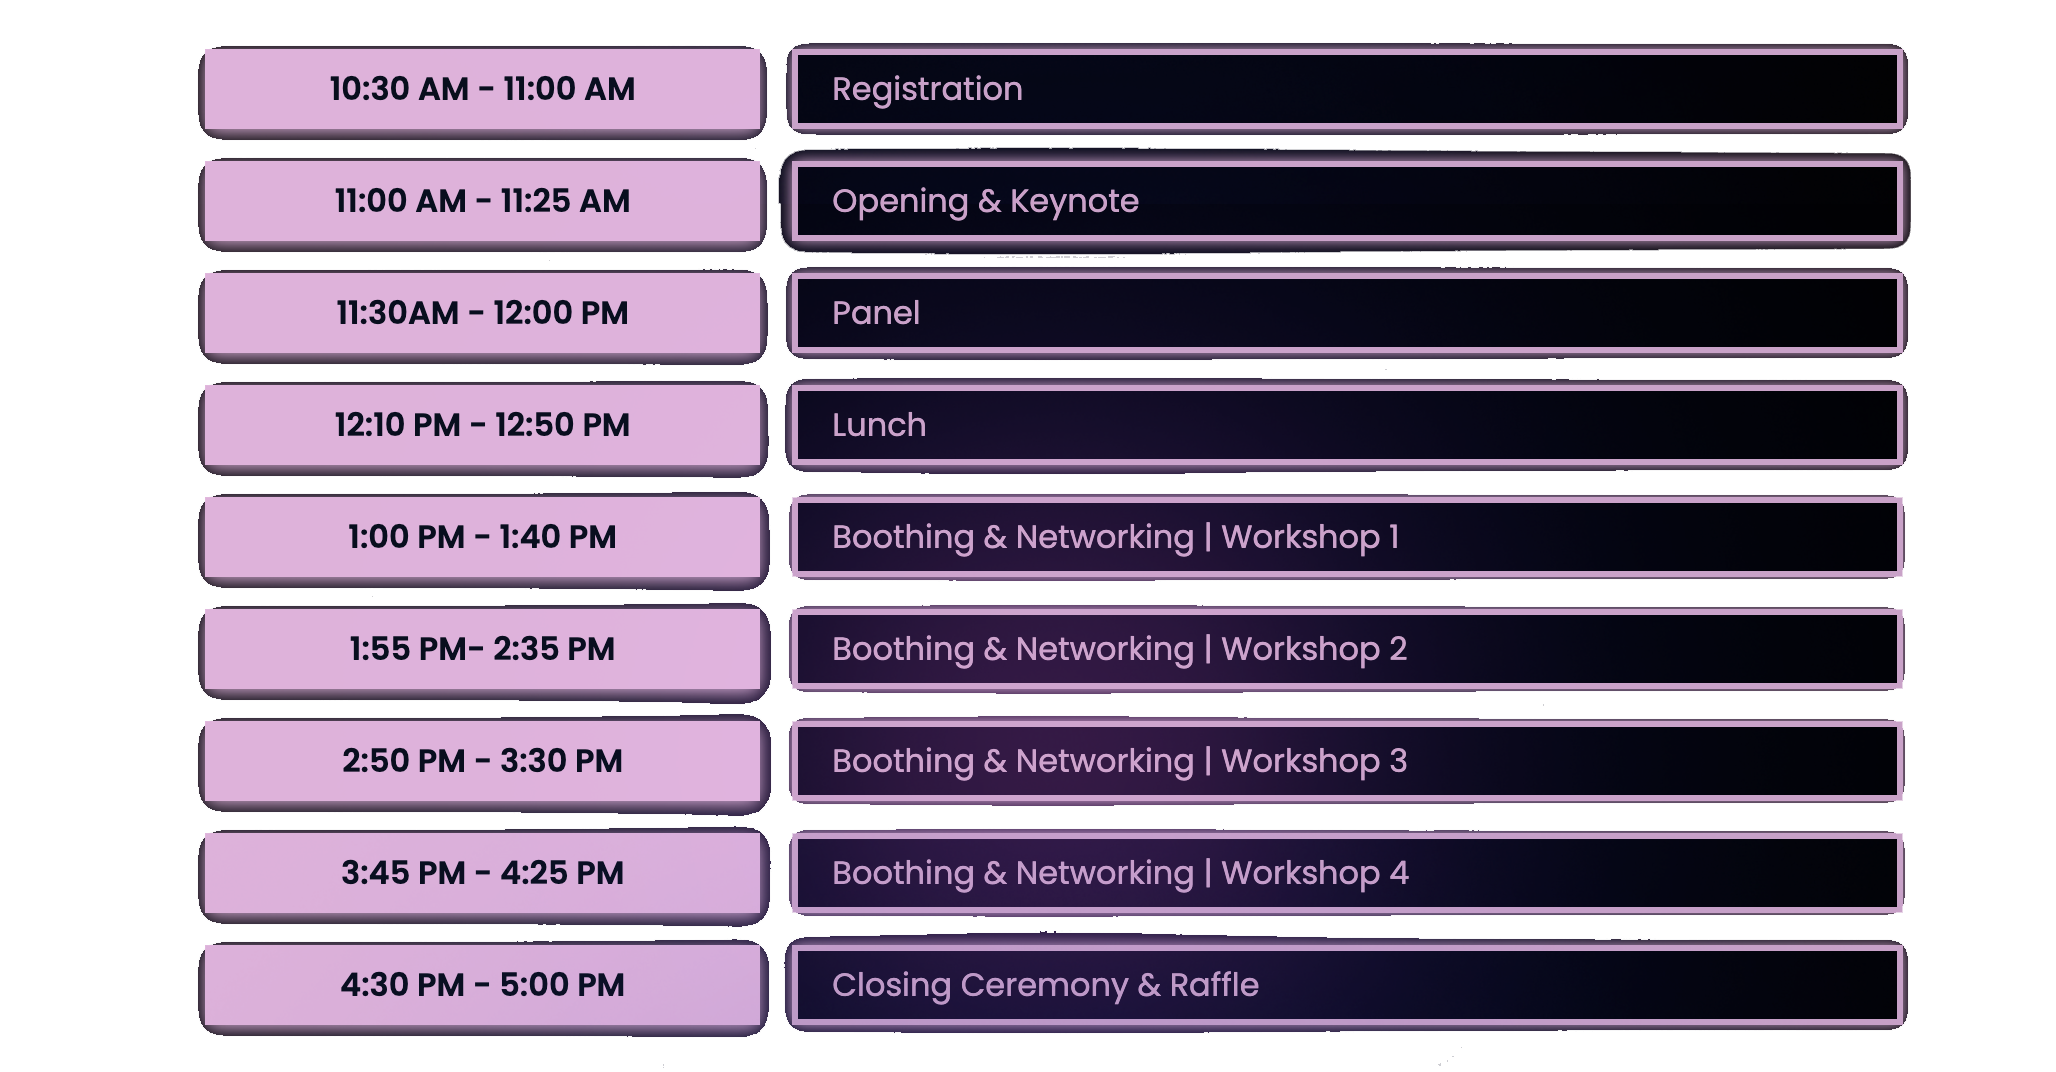 10:30 AM - 11:00 AM Registration
11:00 AM - 11:25 AM Opening & Keynote
11:30AM - 12:00 PM Panel
12:10 PM - 12:50 PM Lunch
1:00 PM - 1:40 PM Boothing & Networking | Workshop 1
1:55 PM- 2:35 PM Boothing & Networking | Workshop 2
2:50 PM - 3:30 PM Boothing & Networking | Workshop 3
3:45 PM - 4:25 PM Boothing & Networking | Workshop 4
4:30 PM - 5:00 PM Closing Ceremony & Raffle